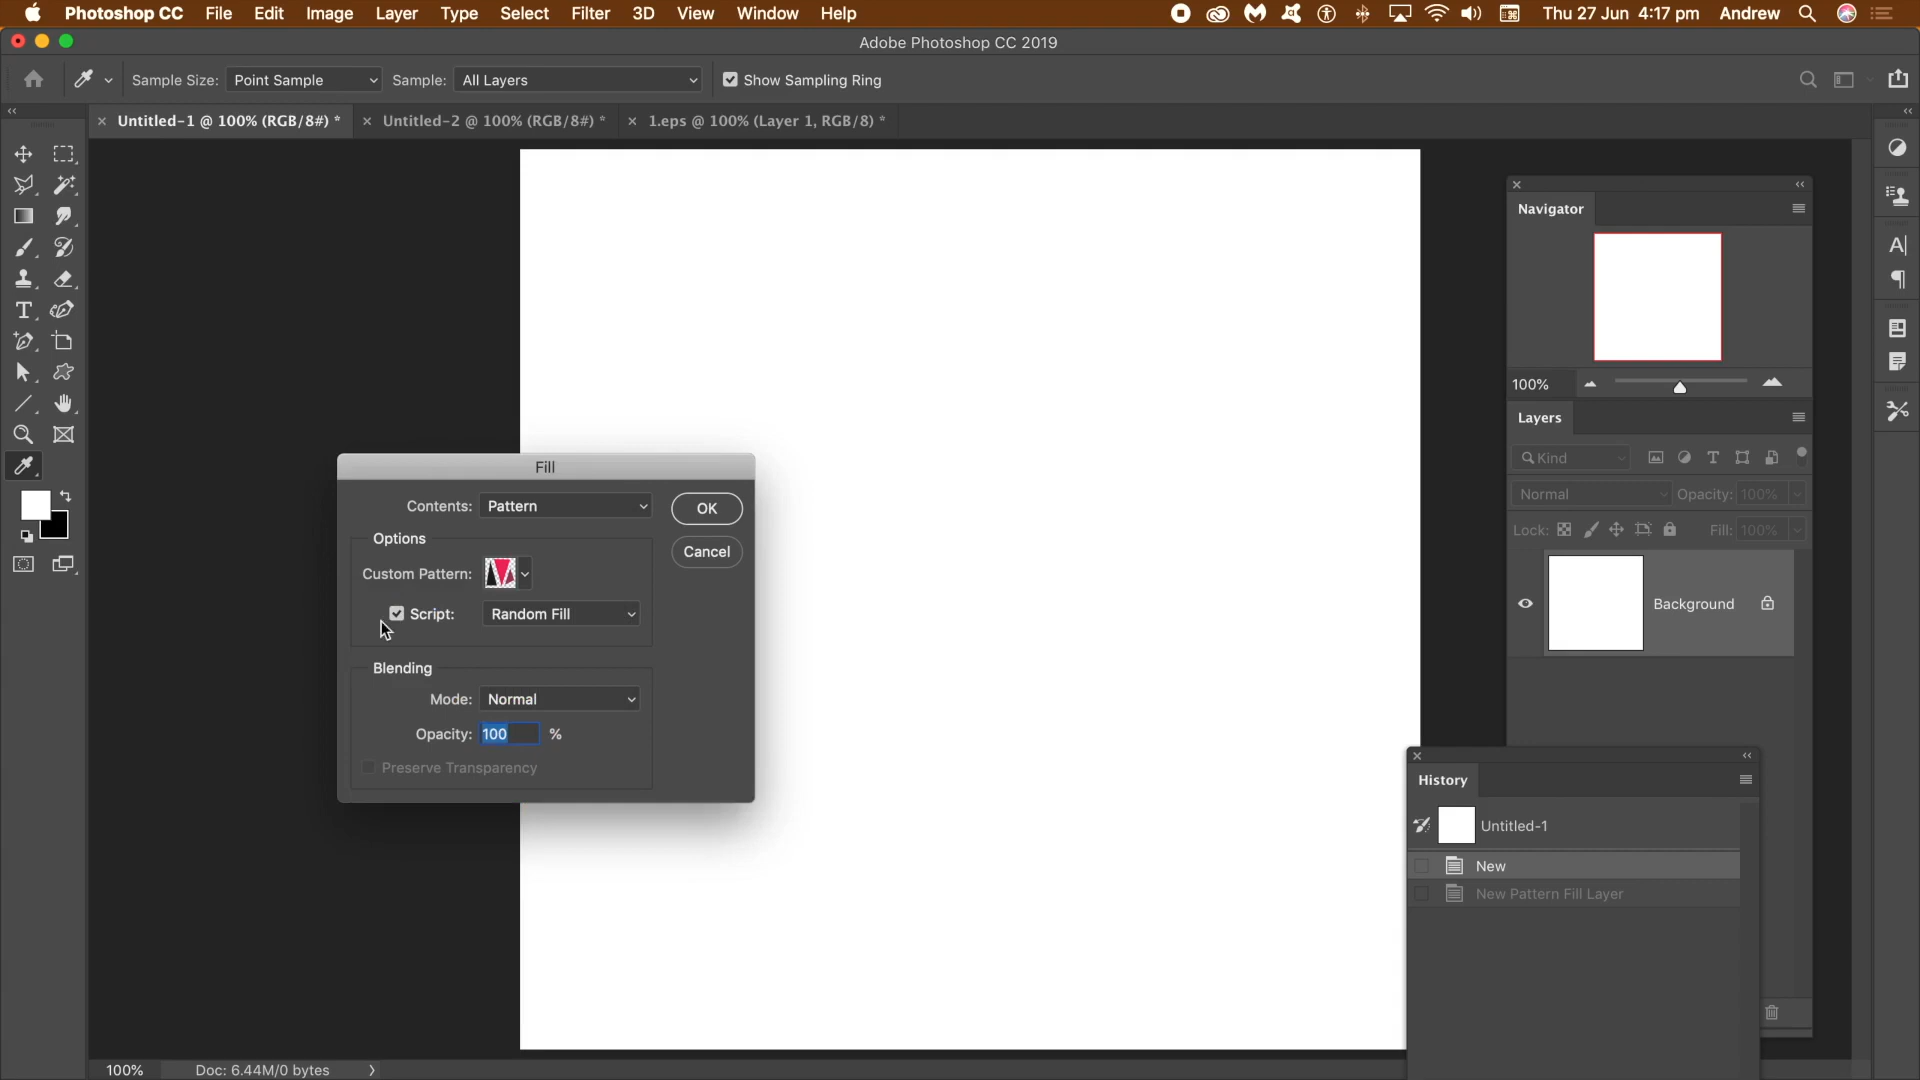 Photoshop CC File Edit Image Layer Type Select Filter 3D View Window Help Thu 27 Jun 4:17 pm Andrew
Adobe Photoshop CC 2019
Sample Size: Point Sample Sample: All Layers Show Sampling Ring
Untitled-1 @ 100% (RGB/8#) * Untitled-2 @ 100% (RGB/8#) * 1.eps @ 100% (Layer 1, RGB/8) *
Navigator
100%
Layers
Kind
Normal Opacity: 100%
Lock: Fill: 100%
Background
Fill
Contents: Pattern
OK
Options
Cancel
Custom Pattern:
Script: Random Fill
Blending
Mode: Normal
Opacity: 100 %
Preserve Transparency
History
Untitled-1
New
New Pattern Fill Layer
100% Doc: 6.44M/0 bytes